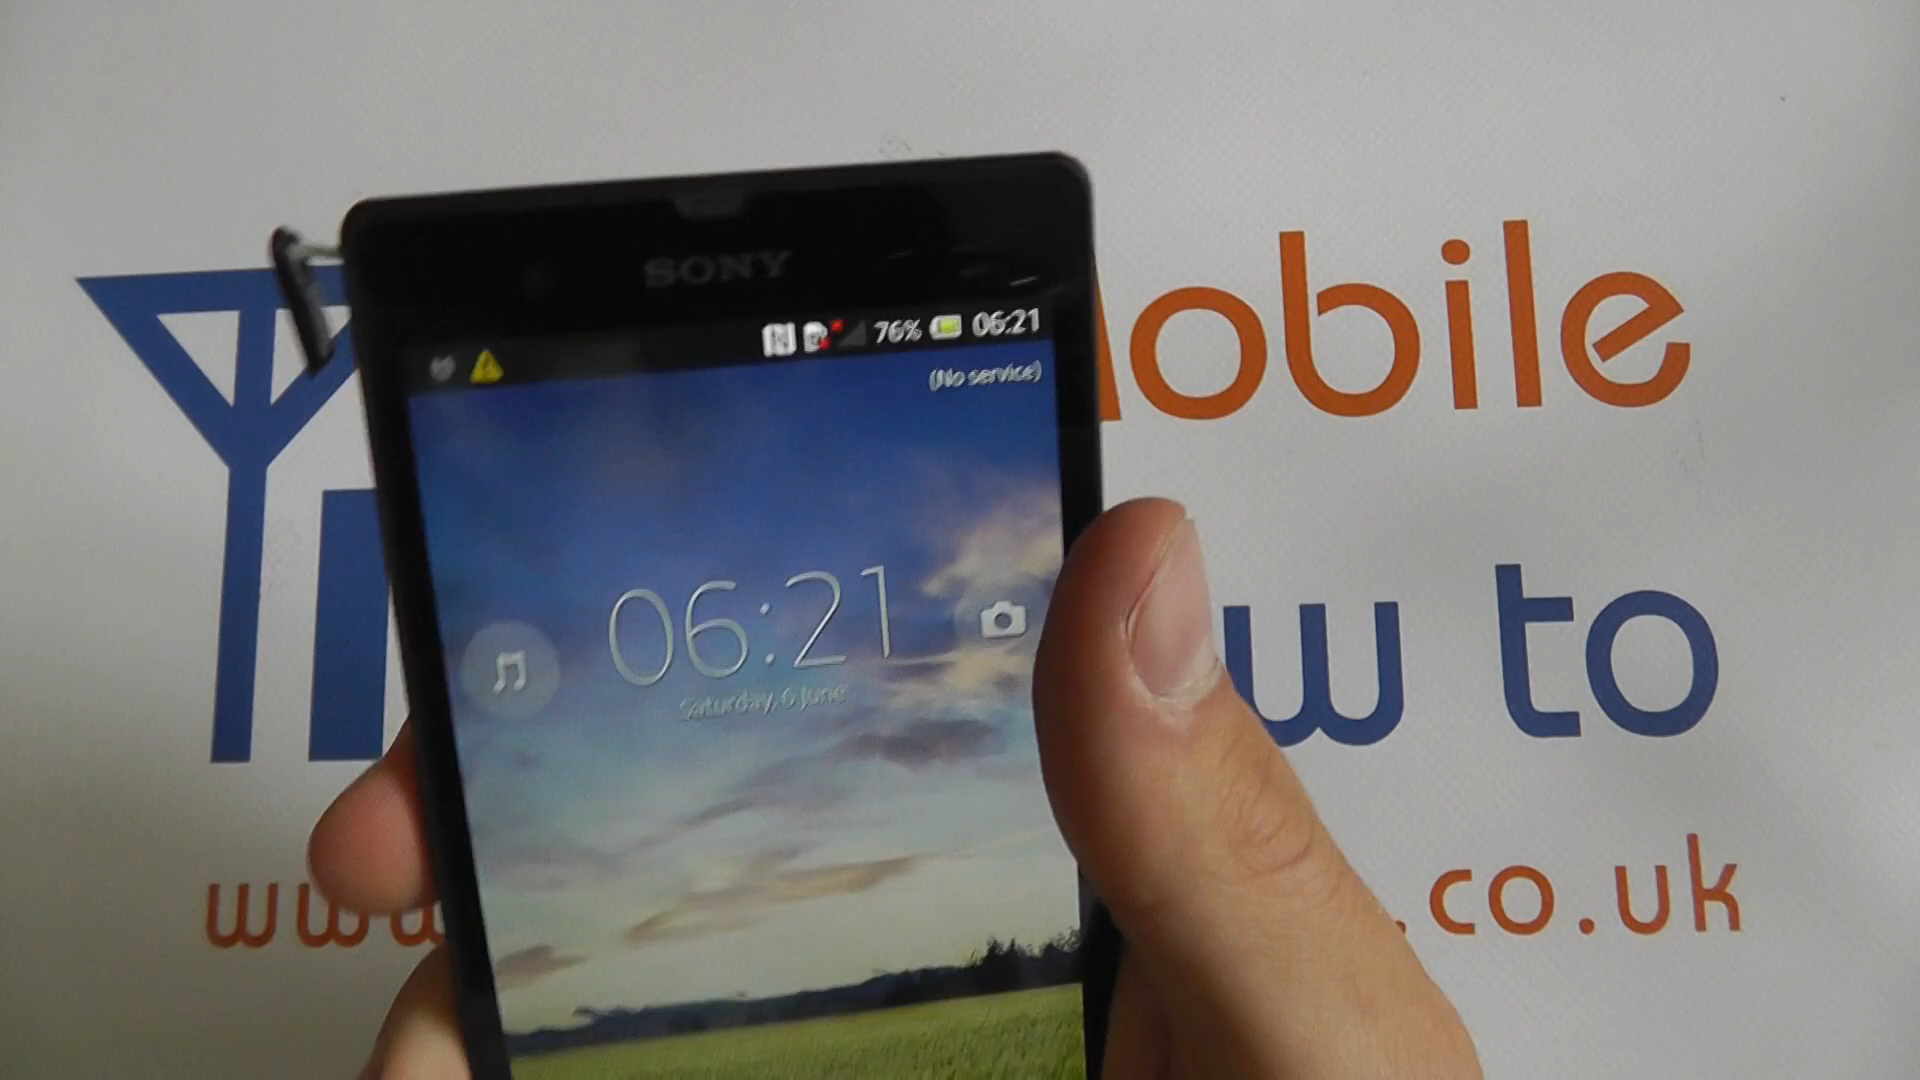 SONY
76% 06:21
(No service)
obile
06:21
Saturday, 6 June
w to
www
.co.uk